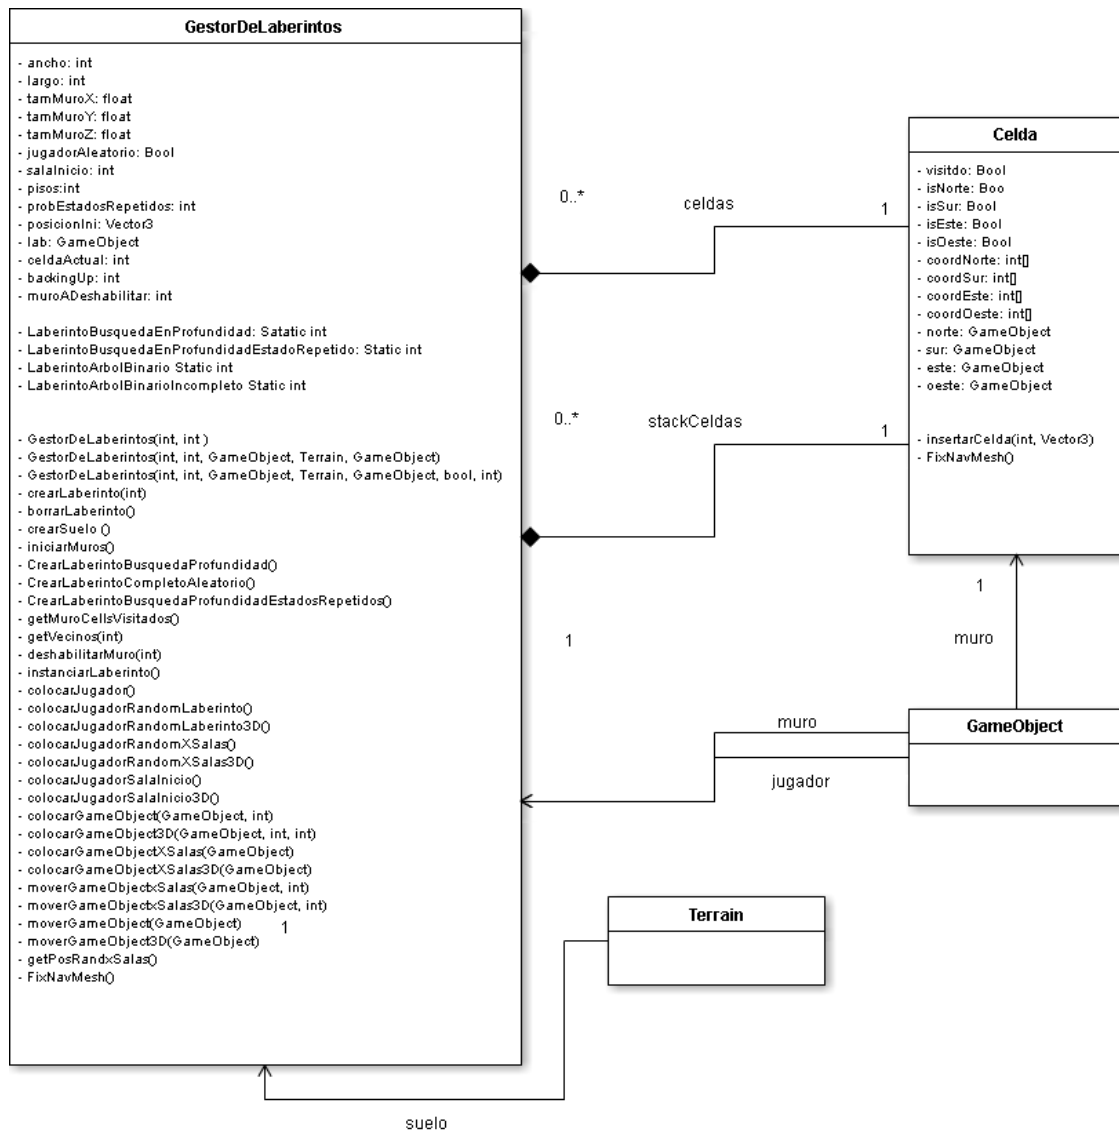 GestorDeLaberintos
- ancho: int
- largo: int
- tamMuroX: float
- tamMuroY: float
- tamMuroZ: float
- jugadorAleatorio: Bool
- salaInicio: int
- pisos:int
- probEstadosRepetidos: int
- posicionIni: Vector3
- lab: GameObject
- celdaActual: int
- backingUp: int
- muroADeshabilitar: int
- LaberintoBusquedaEnProfundidad: Satatic int
- LaberintoBusquedaEnProfundidadEstadoRepetido: Static int
- LaberintoArbolBinario Static int
- LaberintoArbolBinarioIncompleto Static int
- GestorDeLaberintos(int, int )
- GestorDeLaberintos(int, int, GameObject, Terrain, GameObject)
- GestorDeLaberintos(int, int, GameObject, Terrain, GameObject, bool, int)
- crearLaberinto(int)
- borrarLaberinto()
- crearSuelo ()
- iniciarMuros()
- CrearLaberintoBusquedaProfundidad()
- CrearLaberintoCompletoAleatorio()
- CrearLaberintoBusquedaProfundidadEstadosRepetidos()
- getMuroCellsVisitados()
- getVecinos(int)
- deshabilitarMuro(int)
- instanciarLaberinto()
- colocarJugador()
- colocarJugadorRandomLaberinto()
- colocarJugadorRandomLaberinto3D()
- colocarJugadorRandomXSalas()
- colocarJugadorRandomXSalas3D()
- colocarJugadorSalaInicio()
- colocarJugadorSalaInicio3D()
- colocarGameObject(GameObject, int)
- colocarGameObject3D(GameObject, int, int)
- colocarGameObjectXSalas(GameObject)
- colocarGameObjectXSalas3D(GameObject)
- moverGameObjectxSalas(GameObject, int)
- moverGameObjectxSalas3D(GameObject, int)
- moverGameObject(GameObject)
- moverGameObject3D(GameObject)
- getPosRandxSalas()
- FixNavMesh()
1
0..*
celdas
1
0..*
stackCeldas
1
1
muro
jugador
Celda
- visitdo: Bool
- isNorte: Boo
- isSur: Bool
- isEste: Bool
- isOeste: Bool
- coordNorte: int[]
- coordSur: int[]
- coordEste: int[]
- coordOeste: int[]
- norte: GameObject
- sur: GameObject
- este: GameObject
- oeste: GameObject
- insertarCelda(int, Vector3)
- FixNavMesh()
1
muro
GameObject
Terrain
suelo